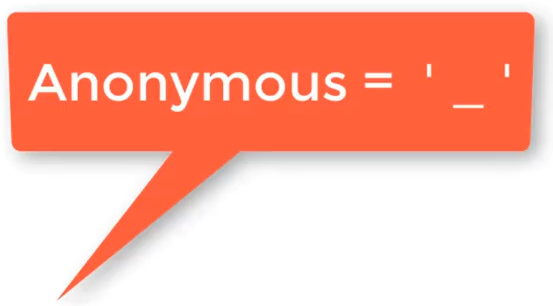 Anonymous = ' _ '